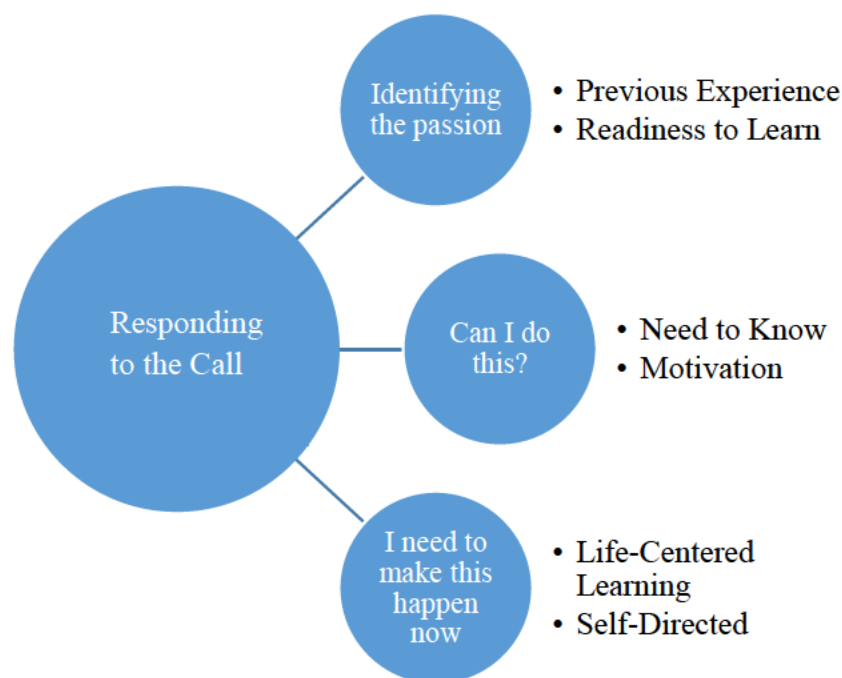 Identifying
the passion
• Previous Experience
• Readiness to Learn
Responding
to the Call
Can I do
this?
• Need to Know
• Motivation
I need to
make this
happen
now
• Life-Centered
Learning
• Self-Directed